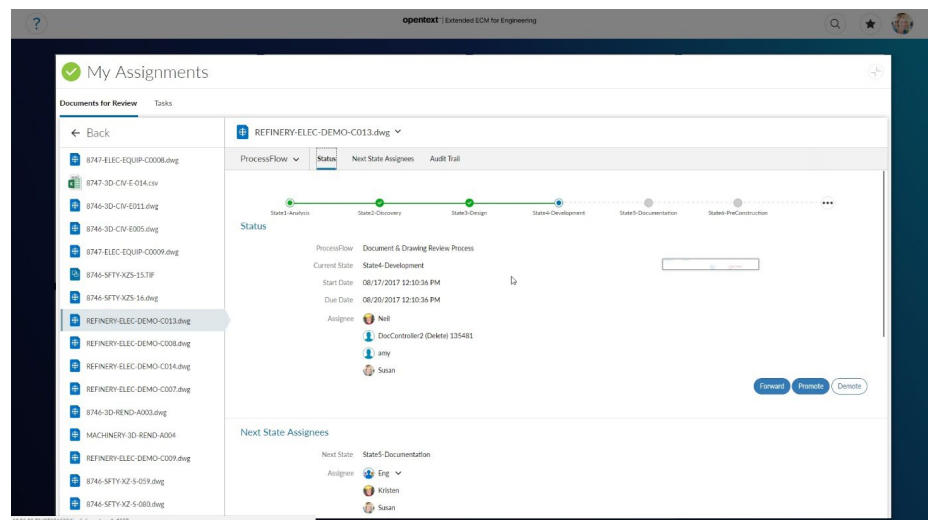 ?
opentext™ | Extended ECM for Engineering
My Assignments
Documents for Review Tasks
← Back
8747-ELEC-EQUIP-C0008.dwg
8747-3D-CIV-E-014.csv
8746-3D-CIV-E011.dwg
8746-3D-CIV-E005.dwg
8747-ELEC-EQUIP-C0009.dwg
8746-SFTY-XZS-15.TIF
8746-SFTY-XZS-16.dwg
REFINERY-ELEC-DEMO-C013.dwg
REFINERY-ELEC-DEMO-C008.dwg
REFINERY-ELEC-DEMO-C014.dwg
REFINERY-ELEC-DEMO-C007.dwg
8746-3D-REND-A003.dwg
MACHINERY-3D-REND-A004
REFINERY-ELEC-DEMO-C009.dwg
8746-SFTY-XZ-S-059.dwg
8746-SFTY-XZ-S-080.dwg
REFINERY-ELEC-DEMO-C013.dwg
ProcessFlow Status Next State Assignees Audit Trail
State1-Analysis State2-Discovery State3-Design State4-Development State5-Documentation State6-PreConstruction
Status
ProcessFlow Document & Drawing Review Process
Current State State4-Development
Start Date 08/17/2017 12:10:36 PM
Due Date 08/20/2017 12:10:36 PM
Assignee Neil
DocController2 (Delete) 135481
amy
Susan
Forward Promote Demote
Next State Assignees
Next State State5-Documentation
Assignee Eng
Kristen
Susan